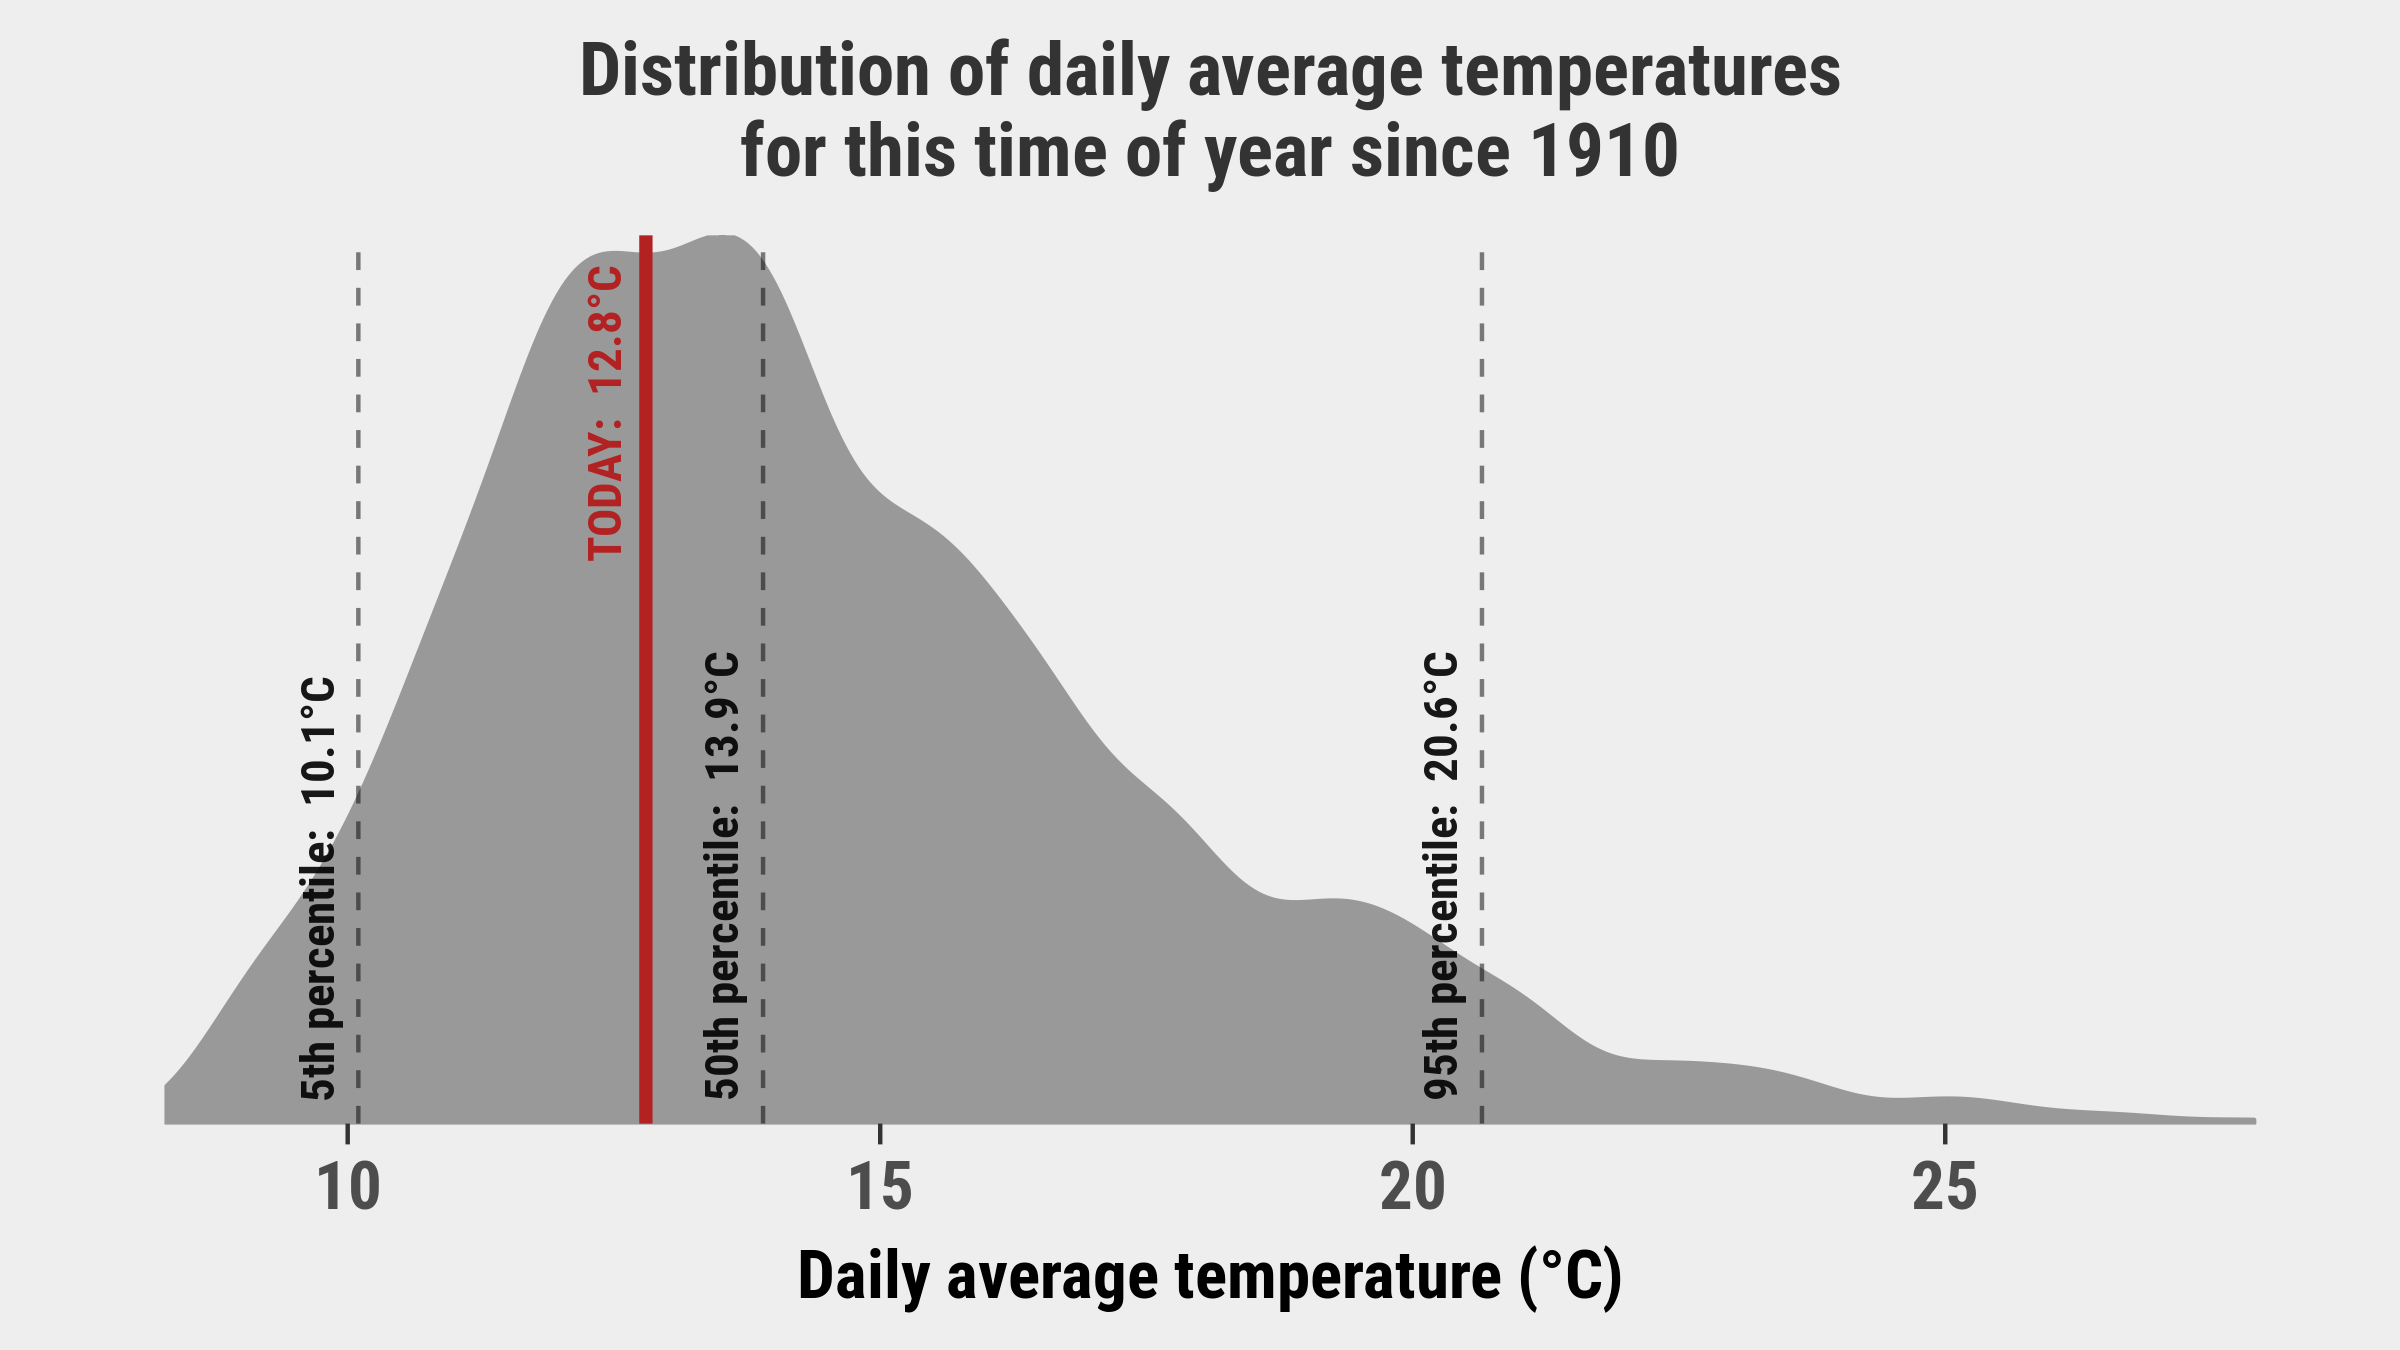 Distribution of daily average temperatures
for this time of year since 1910
TODAY: 12.8°C
5th percentile: 10.1°C
50th percentile: 13.9°C
95th percentile: 20.6°C
10
15
20
25
Daily average temperature (°C)